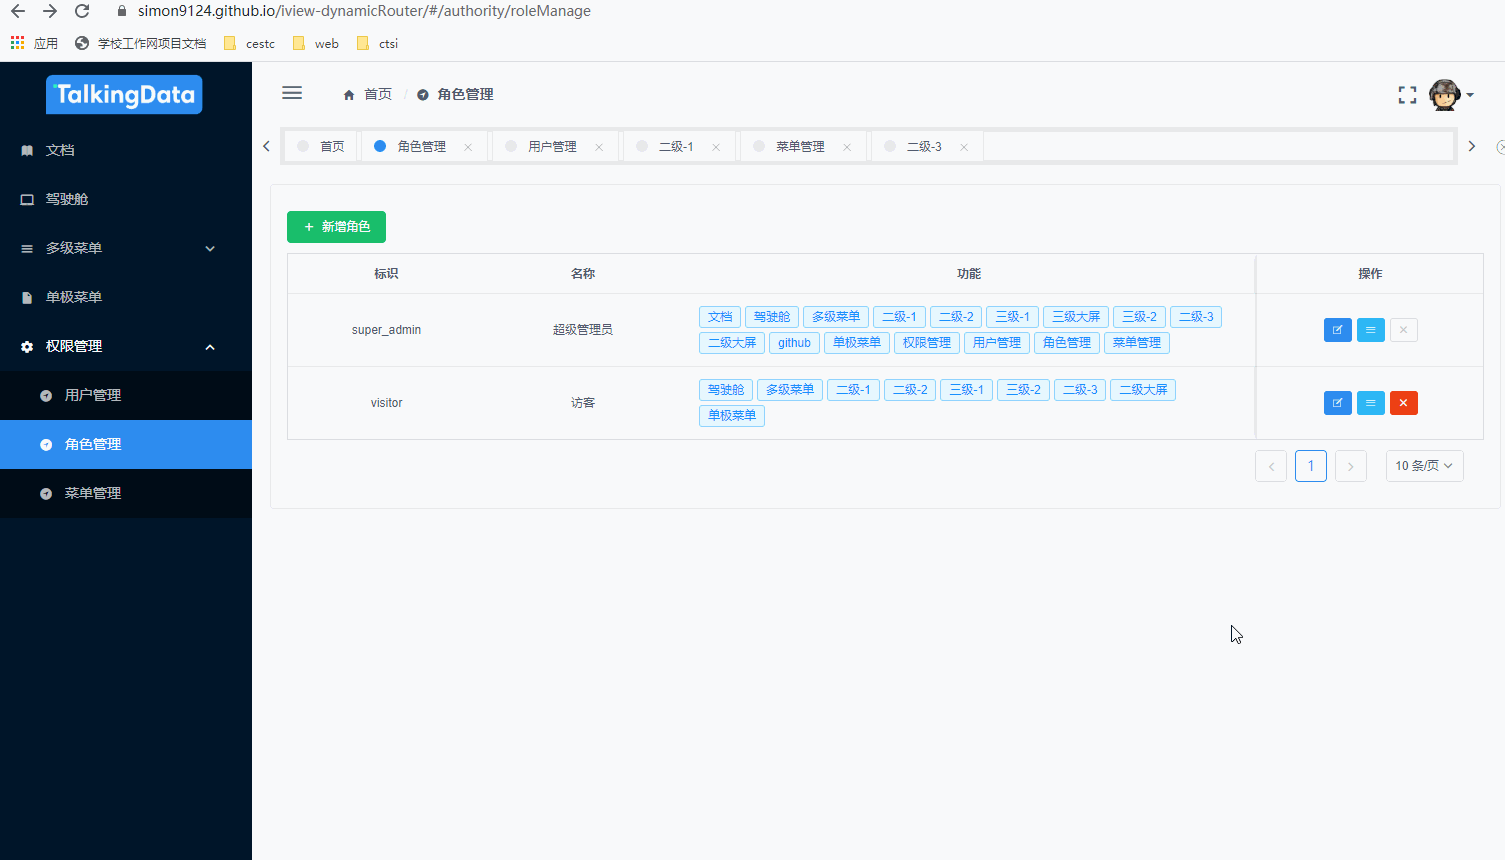 simon9124.github.io/iview-dynamicRouter/#/authority/roleManage
应用 学校工作网项目文档 cestc web ctsi
TalkingData
文档
驾驶舱
多级菜单
单极菜单
权限管理
用户管理
角色管理
菜单管理
首页 / 角色管理
首页 角色管理 用户管理 二级-1 菜单管理 二级-3
+ 新增角色
标识 名称 功能 操作
super_admin 超级管理员 文档 驾驶舱 多级菜单 二级-1 二级-2 三级-1 三级大屏 三级-2 二级-3
二级大屏 github 单极菜单 权限管理 用户管理 角色管理 菜单管理
visitor 访客 驾驶舱 多级菜单 二级-1 二级-2 三级-1 三级-2 二级-3 二级大屏
单极菜单
1 10 条/页